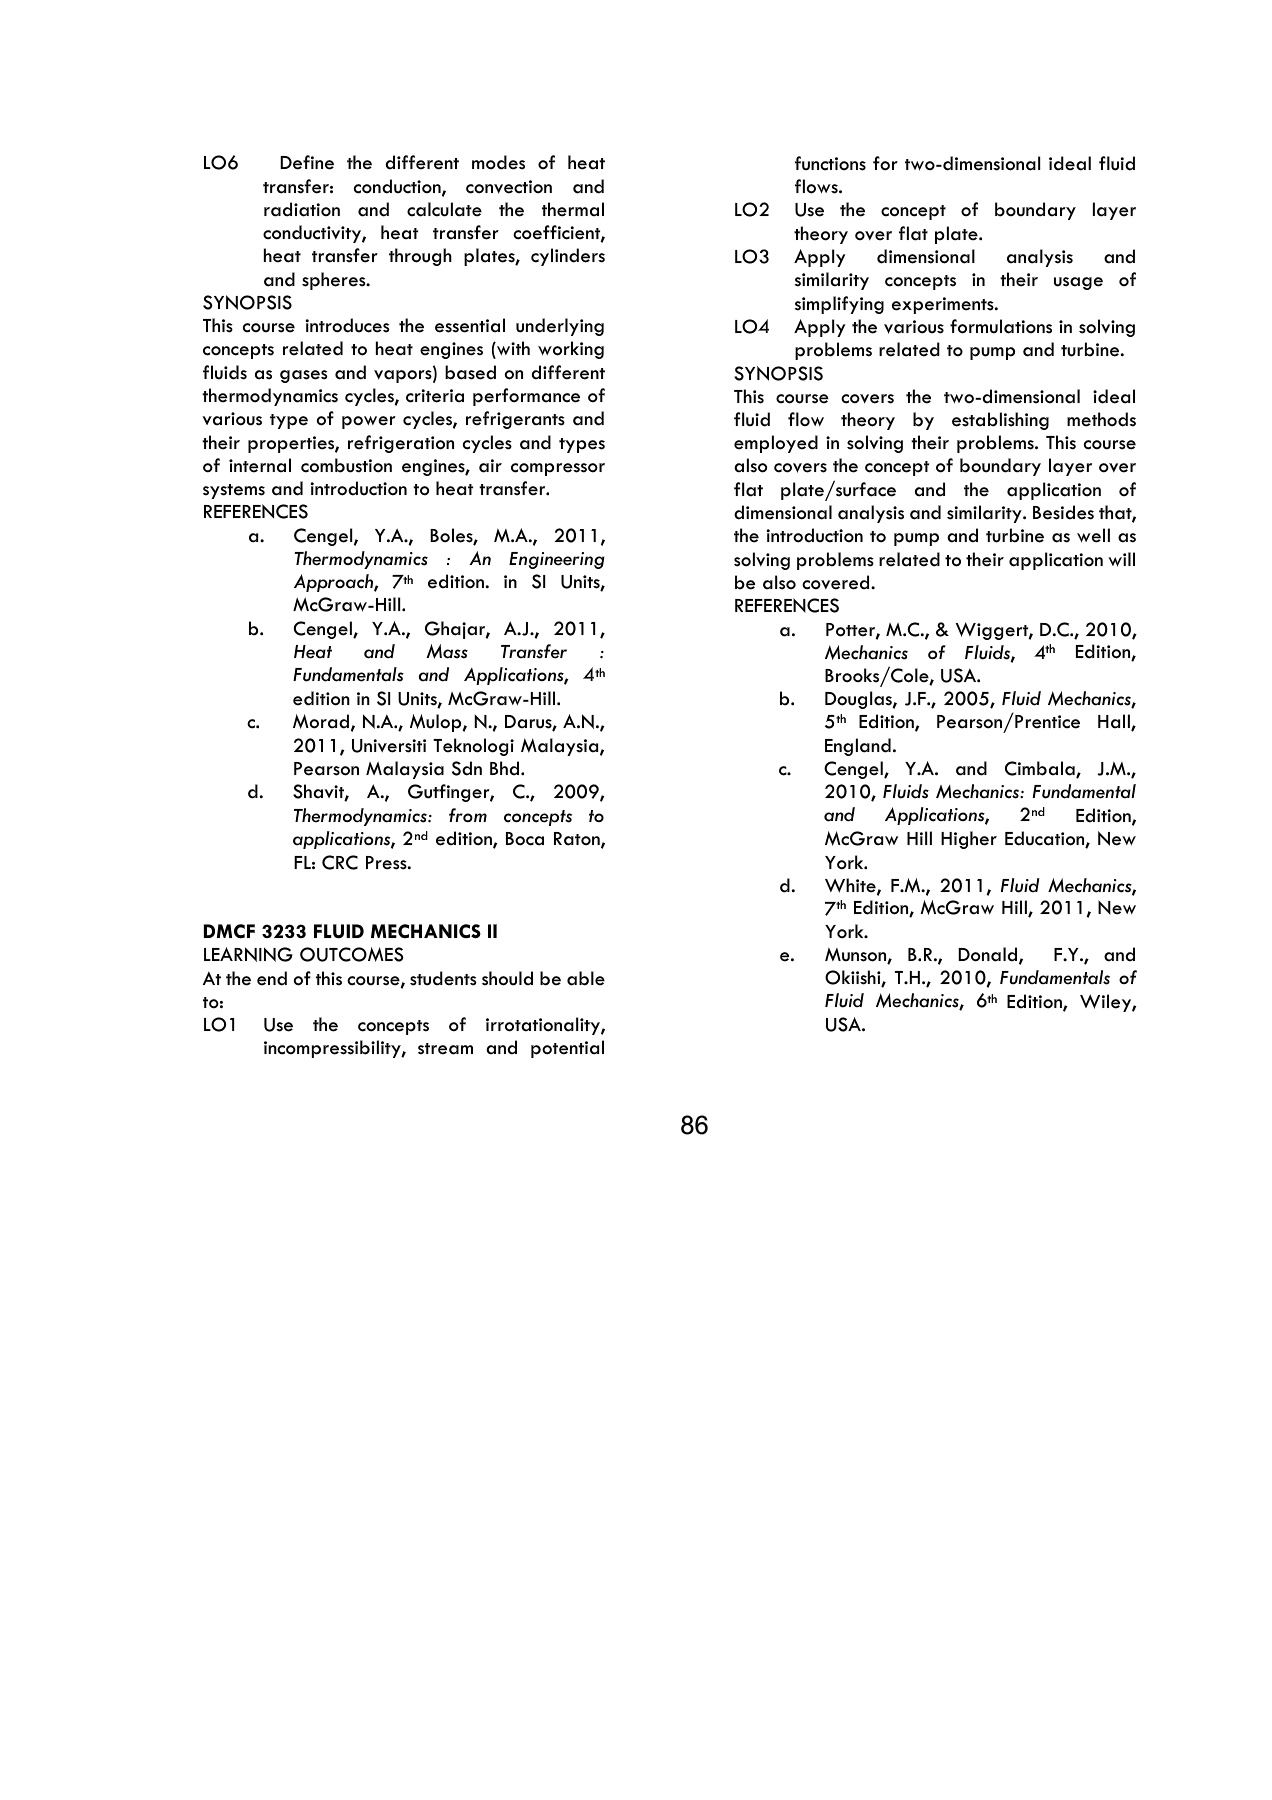 LO6 Define the different modes of heat
transfer: conduction, convection and
radiation and calculate the thermal
conductivity, heat transfer coefficient,
heat transfer through plates, cylinders
and spheres.
SYNOPSIS
This course introduces the essential underlying
concepts related to heat engines (with working
fluids as gases and vapors) based on different
thermodynamics cycles, criteria performance of
various type of power cycles, refrigerants and
their properties, refrigeration cycles and types
of internal combustion engines, air compressor
systems and introduction to heat transfer.
REFERENCES
a. Cengel, Y.A., Boles, M.A., 2011,
Thermodynamics : An Engineering
Approach, 7th edition. in SI Units,
McGraw-Hill.
b. Cengel, Y.A., Ghajar, A.J., 2011,
Heat and Mass Transfer :
Fundamentals and Applications, 4th
edition in SI Units, McGraw-Hill.
c. Morad, N.A., Mulop, N., Darus, A.N.,
2011, Universiti Teknologi Malaysia,
Pearson Malaysia Sdn Bhd.
d. Shavit, A., Gutfinger, C., 2009,
Thermodynamics: from concepts to
applications, 2nd edition, Boca Raton,
FL: CRC Press.
DMCF 3233 FLUID MECHANICS II
LEARNING OUTCOMES
At the end of this course, students should be able
to:
LO1 Use the concepts of irrotationality,
incompressibility, stream and potential
functions for two-dimensional ideal fluid
flows.
LO2 Use the concept of boundary layer
theory over flat plate.
LO3 Apply dimensional analysis and
similarity concepts in their usage of
simplifying experiments.
LO4 Apply the various formulations in solving
problems related to pump and turbine.
SYNOPSIS
This course covers the two-dimensional ideal
fluid flow theory by establishing methods
employed in solving their problems. This course
also covers the concept of boundary layer over
flat plate/surface and the application of
dimensional analysis and similarity. Besides that,
the introduction to pump and turbine as well as
solving problems related to their application will
be also covered.
REFERENCES
a. Potter, M.C., & Wiggert, D.C., 2010,
Mechanics of Fluids, 4th Edition,
Brooks/Cole, USA.
b. Douglas, J.F., 2005, Fluid Mechanics,
5th Edition, Pearson/Prentice Hall,
England.
c. Cengel, Y.A. and Cimbala, J.M.,
2010, Fluids Mechanics: Fundamental
and Applications, 2nd Edition,
McGraw Hill Higher Education, New
York.
d. White, F.M., 2011, Fluid Mechanics,
7th Edition, McGraw Hill, 2011, New
York.
e. Munson, B.R., Donald, F.Y., and
Okiishi, T.H., 2010, Fundamentals of
Fluid Mechanics, 6th Edition, Wiley,
USA.
86